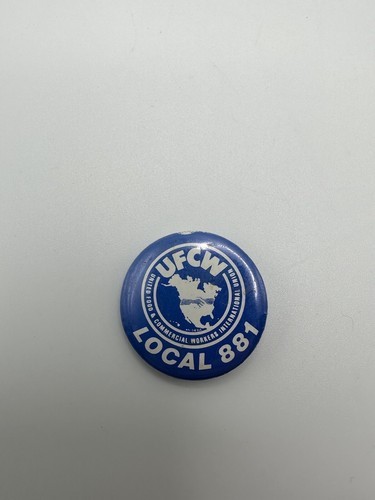 UFCW
UNITED FOOD & COMMERCIAL WORKERS INTERNATIONAL UNION
LOCAL 881